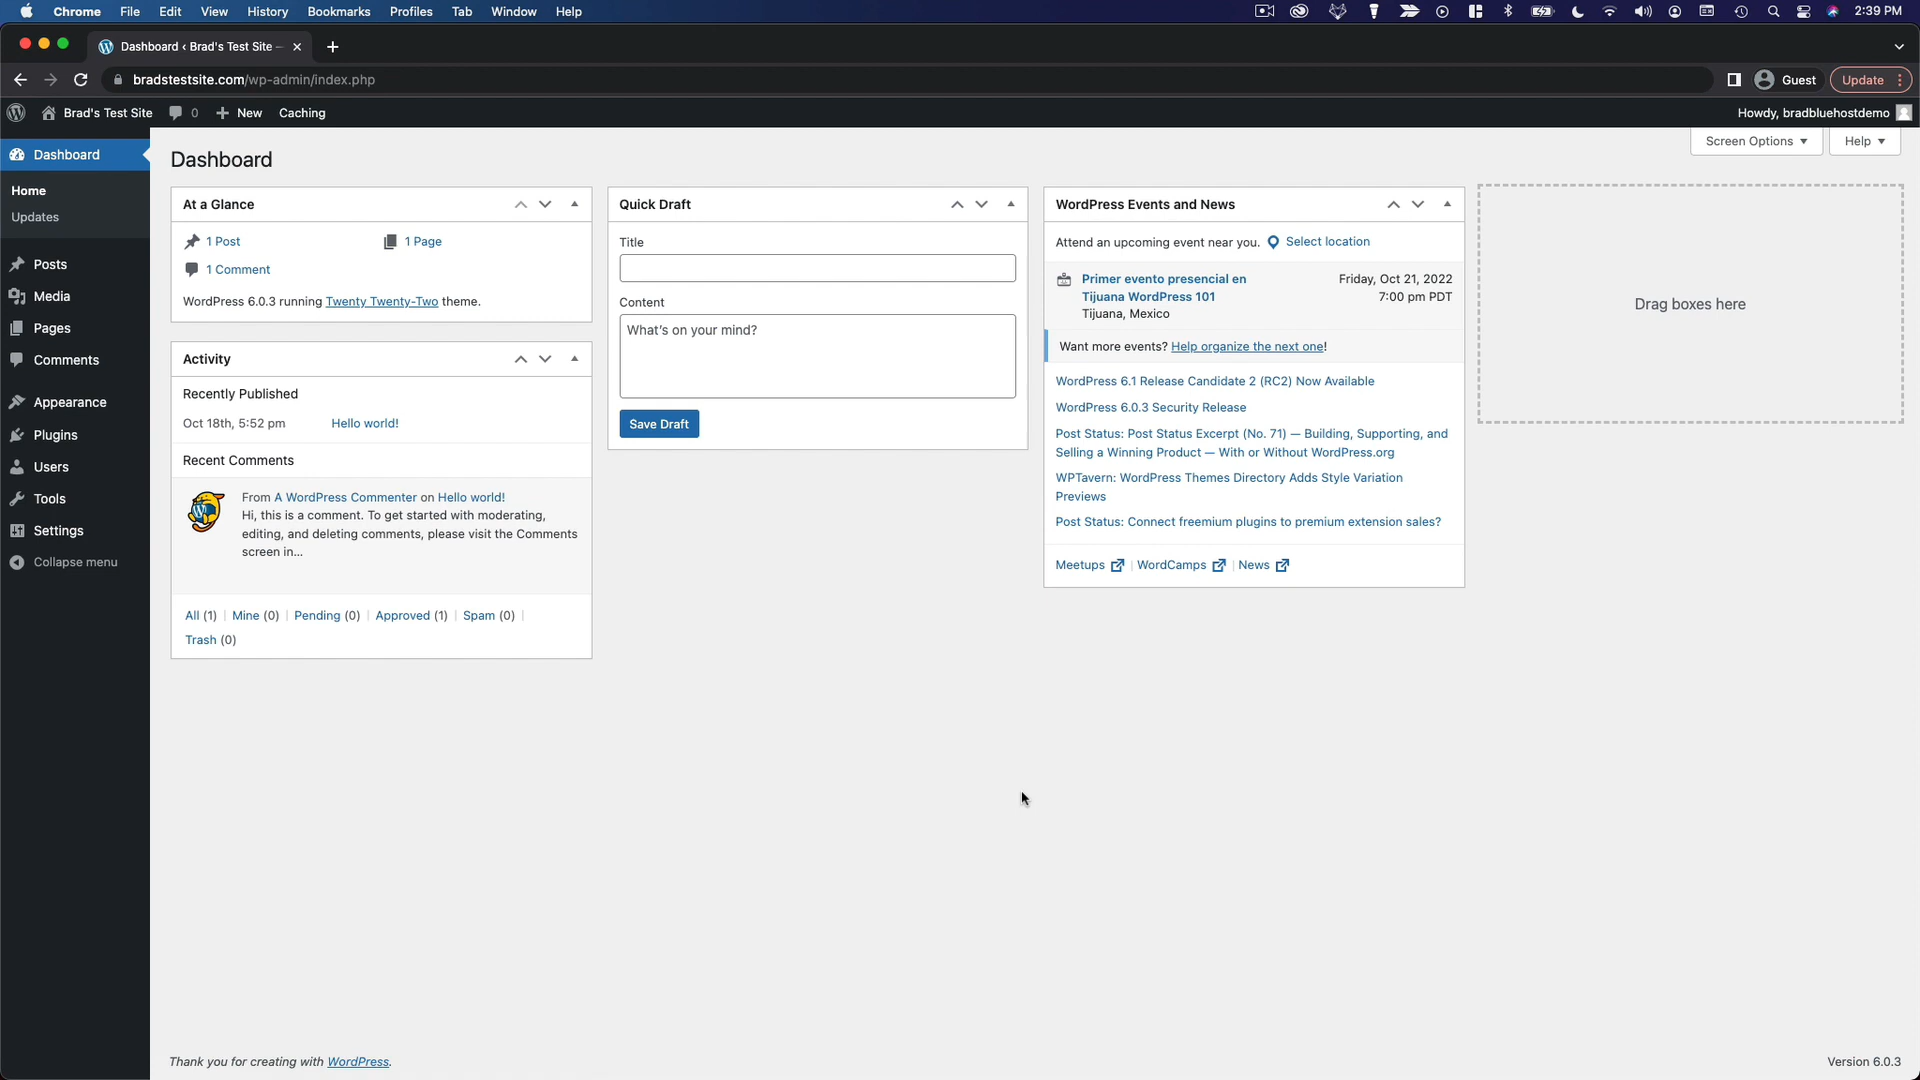 Chrome File Edit View History Bookmarks Profiles Tab Window Help 2:39 PM
Dashboard ‹ Brad's Test Site –
bradstestsite.com/wp-admin/index.php Guest Update
Brad's Test Site 0 New Caching Howdy, bradbluehostdemo
Dashboard
Home
Updates
Posts
Media
Pages
Comments
Appearance
Plugins
Users
Tools
Settings
Collapse menu
Screen Options Help
Dashboard
At a Glance
1 Post 1 Page
1 Comment
WordPress 6.0.3 running Twenty Twenty-Two theme.
Activity
Recently Published
Oct 18th, 5:52 pm Hello world!
Recent Comments
From A WordPress Commenter on Hello world!
Hi, this is a comment. To get started with moderating,
editing, and deleting comments, please visit the Comments
screen in...
All (1) | Mine (0) | Pending (0) | Approved (1) | Spam (0) |
Trash (0)
Quick Draft
Title
Content
What's on your mind?
Save Draft
WordPress Events and News
Attend an upcoming event near you. Select location
Primer evento presencial en Friday, Oct 21, 2022
Tijuana WordPress 101 7:00 pm PDT
Tijuana, Mexico
Want more events? Help organize the next one!
WordPress 6.1 Release Candidate 2 (RC2) Now Available
WordPress 6.0.3 Security Release
Post Status: Post Status Excerpt (No. 71) — Building, Supporting, and
Selling a Winning Product — With or Without WordPress.org
WPTavern: WordPress Themes Directory Adds Style Variation
Previews
Post Status: Connect freemium plugins to premium extension sales?
Meetups | WordCamps | News
Drag boxes here
Thank you for creating with WordPress. Version 6.0.3